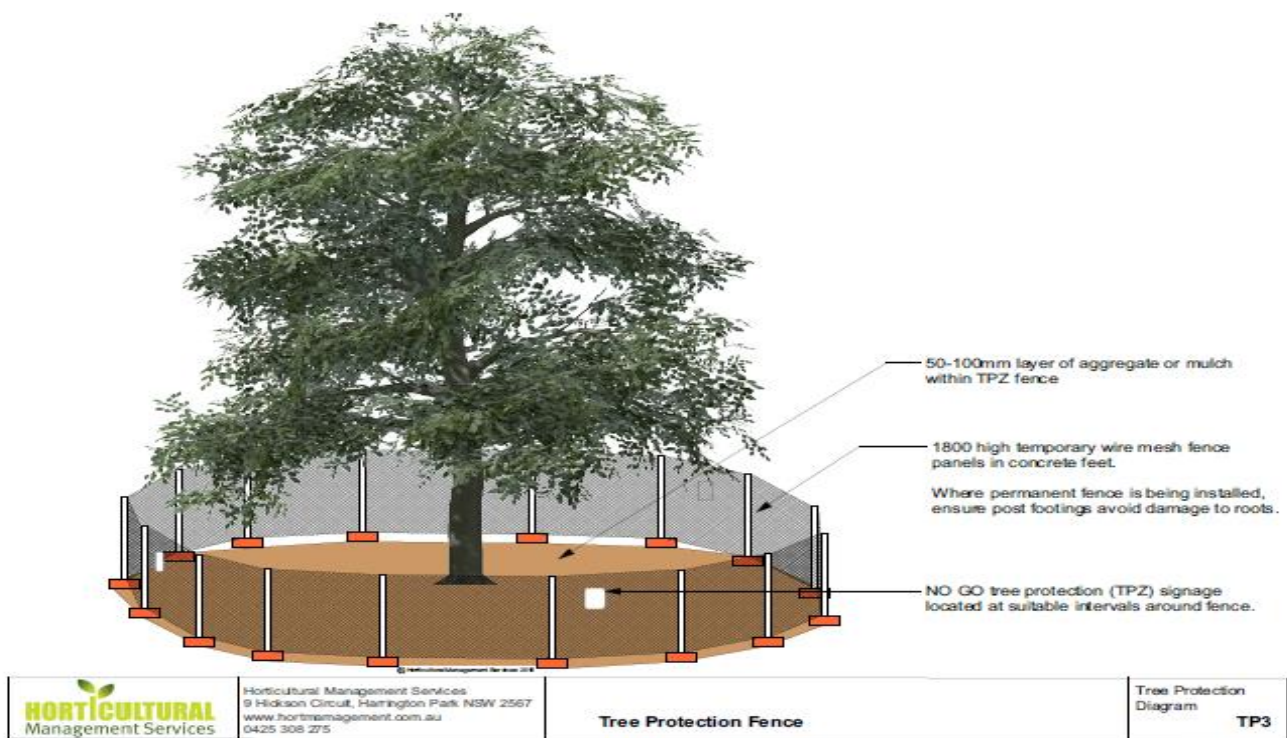 50-100mm layer of aggregate or mulch
within TPZ fence
1800 high temporary wire mesh fence
panels in concrete feet.
Where permanent fence is being installed,
ensure post footings avoid damage to roots.
NO GO tree protection (TPZ) signage
located at suitable intervals around fence.
HORTICULTURAL
Management Services
Horticultural Management Services
9 Hickson Circuit, Harrington Park NSW 2567
www.hortmanagement.com.au
0425 308 275
Tree Protection Fence
Tree Protection
Diagram
TP3